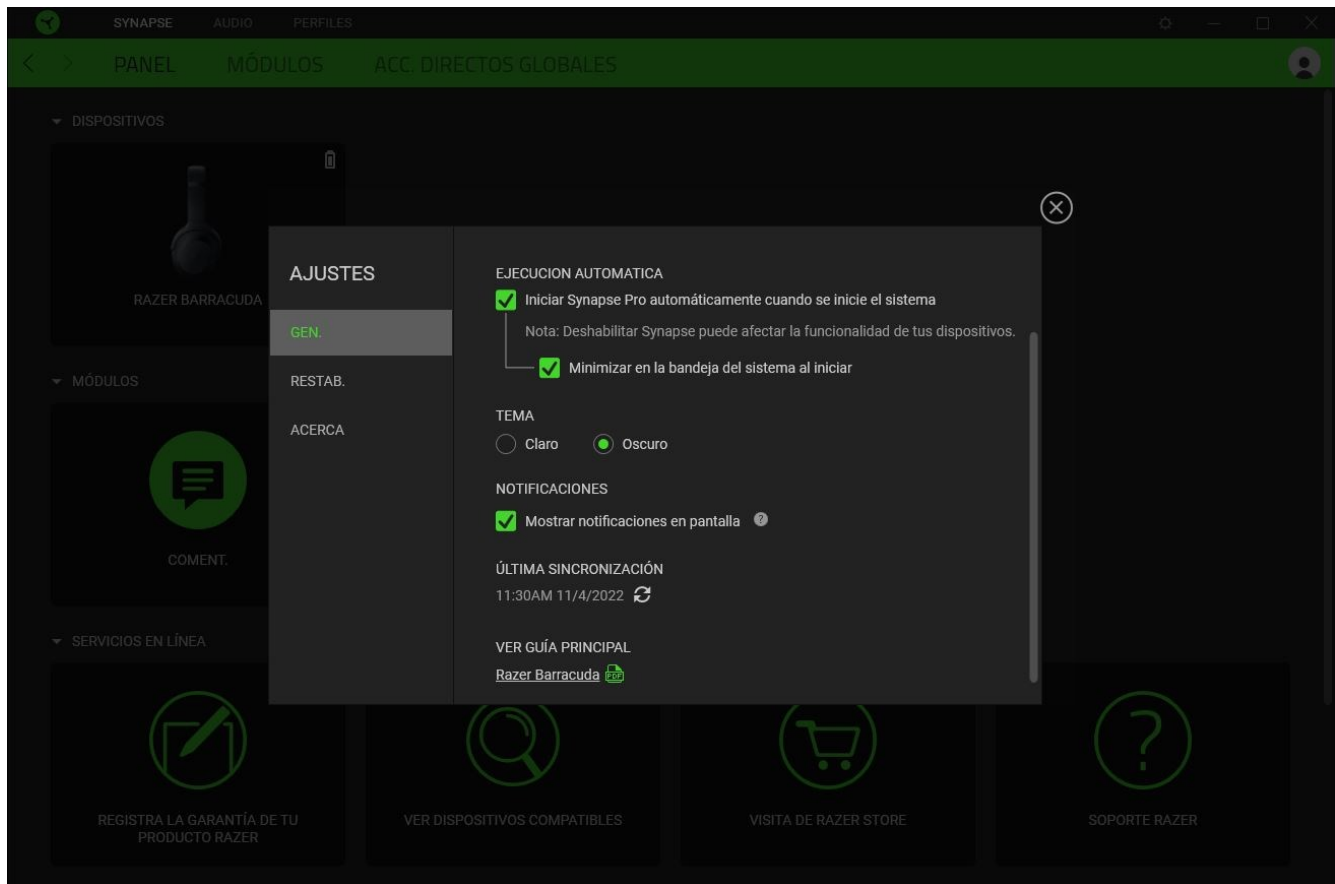 SYNAPSE AUDIO PERFILES
PANEL MÓDULOS ACC. DIRECTOS GLOBALES
DISPOSITIVOS
RAZER BARRACUDA
MÓDULOS
COMENT.
SERVICIOS EN LÍNEA
REGISTRA LA GARANTÍA DE TU
PRODUCTO RAZER
VER DISPOSITIVOS COMPATIBLES
VISITA DE RAZER STORE
SOPORTE RAZER
AJUSTES
GEN.
RESTAB.
ACERCA
EJECUCION AUTOMATICA
Iniciar Synapse Pro automáticamente cuando se inicie el sistema
Nota: Deshabilitar Synapse puede afectar la funcionalidad de tus dispositivos.
Minimizar en la bandeja del sistema al iniciar
TEMA
Claro Oscuro
NOTIFICACIONES
Mostrar notificaciones en pantalla ?
ÚLTIMA SINCRONIZACIÓN
11:30AM 11/4/2022
VER GUÍA PRINCIPAL
Razer Barracuda PDF